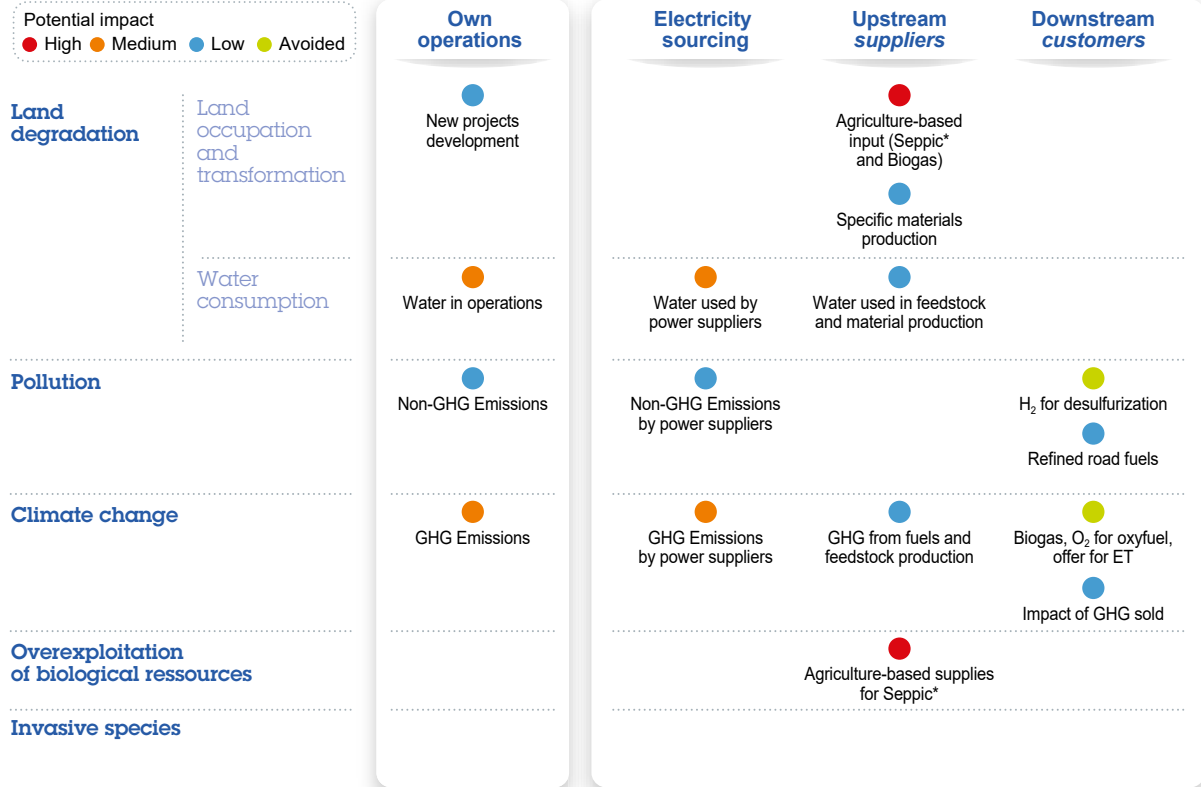 Potential impact
High Medium Low Avoided
Own
operations
Electricity
sourcing
Upstream
suppliers
Downstream
customers
Land
degradation
Land
occupation
and
transformation
New projects
development
Agriculture-based
input (Seppic*
and Biogas)
Specific materials
production
Water
consumption
Water in operations
Water used by
power suppliers
Water used in feedstock
and material production
Pollution
Non-GHG Emissions
Non-GHG Emissions
by power suppliers
H₂ for desulfurization
Refined road fuels
Climate change
GHG Emissions
GHG Emissions
by power suppliers
GHG from fuels and
feedstock production
Biogas, O₂ for oxyfuel,
offer for ET
Impact of GHG sold
Overexploitation
of biological ressources
Agriculture-based supplies
for Seppic*
Invasive species